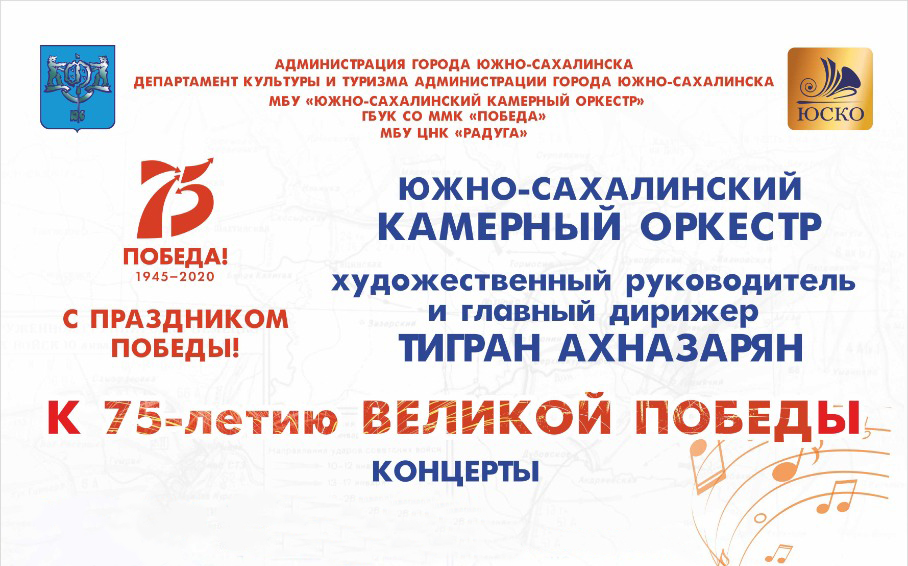 АДМИНИСТРАЦИЯ ГОРОДА ЮЖНО-САХАЛИНСКА
ДЕПАРТАМЕНТ КУЛЬТУРЫ И ТУРИЗМА АДМИНИСТРАЦИИ ГОРОДА ЮЖНО-САХАЛИНСКА
МБУ «ЮЖНО-САХАЛИНСКИЙ КАМЕРНЫЙ ОРКЕСТР»
ГБУК СО ММК «ПОБЕДА»
МБУ ЦНК «РАДУГА»
ЮСКО
75
ПОБЕДА!
1945–2020
С ПРАЗДНИКОМ
ПОБЕДЫ!
ЮЖНО-САХАЛИНСКИЙ
КАМЕРНЫЙ ОРКЕСТР
художественный руководитель
и главный дирижер
ТИГРАН АХНАЗАРЯН
К 75-летию ВЕЛИКОЙ ПОБЕДЫ
КОНЦЕРТЫ